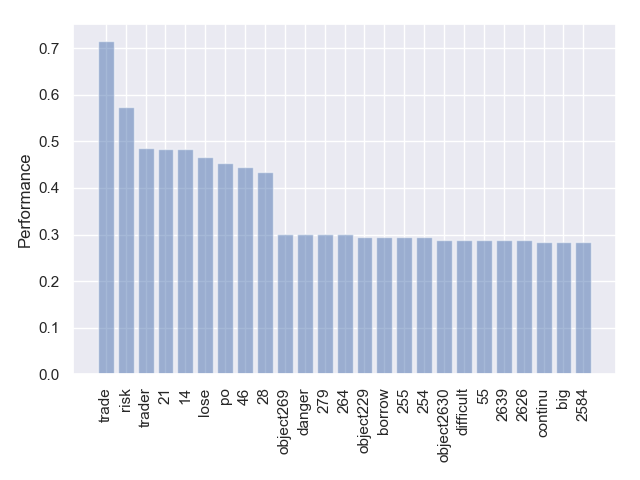 0.7
0.6
0.5
0.4
0.3
0.2
0.1
0.0
Performance
trade
risk
trader
21
14
lose
po
46
28
object269
danger
279
264
object229
borrow
255
254
object2630
difficult
55
2639
2626
continu
big
2584